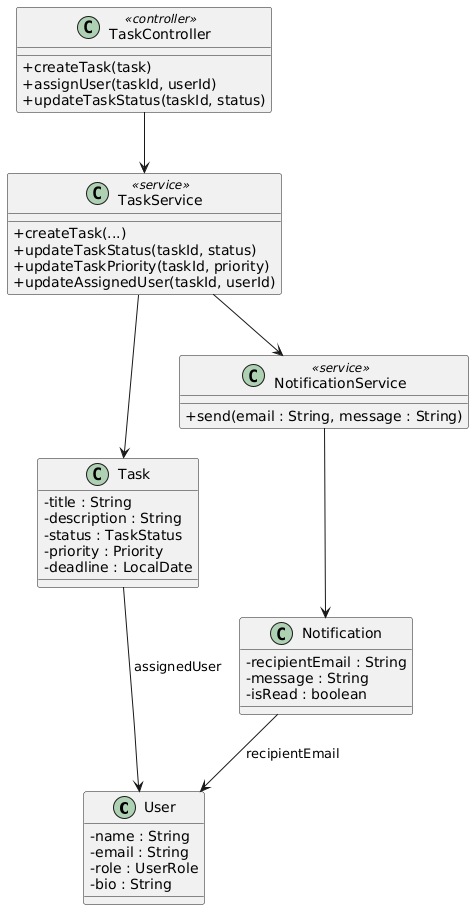 C
«controller»
TaskController
+createTask(task)
+assignUser(taskId, userId)
+updateTaskStatus(taskId, status)
C
«service»
TaskService
+createTask(...)
+updateTaskStatus(taskId, status)
+updateTaskPriority(taskId, priority)
+updateAssignedUser(taskId, userId)
C
«service»
NotificationService
+send(email : String, message : String)
C
Task
-title : String
-description : String
-status : TaskStatus
-priority : Priority
-deadline : LocalDate
C
Notification
-recipientEmail : String
-message : String
-isRead : boolean
assignedUser
recipientEmail
C
User
-name : String
-email : String
-role : UserRole
-bio : String